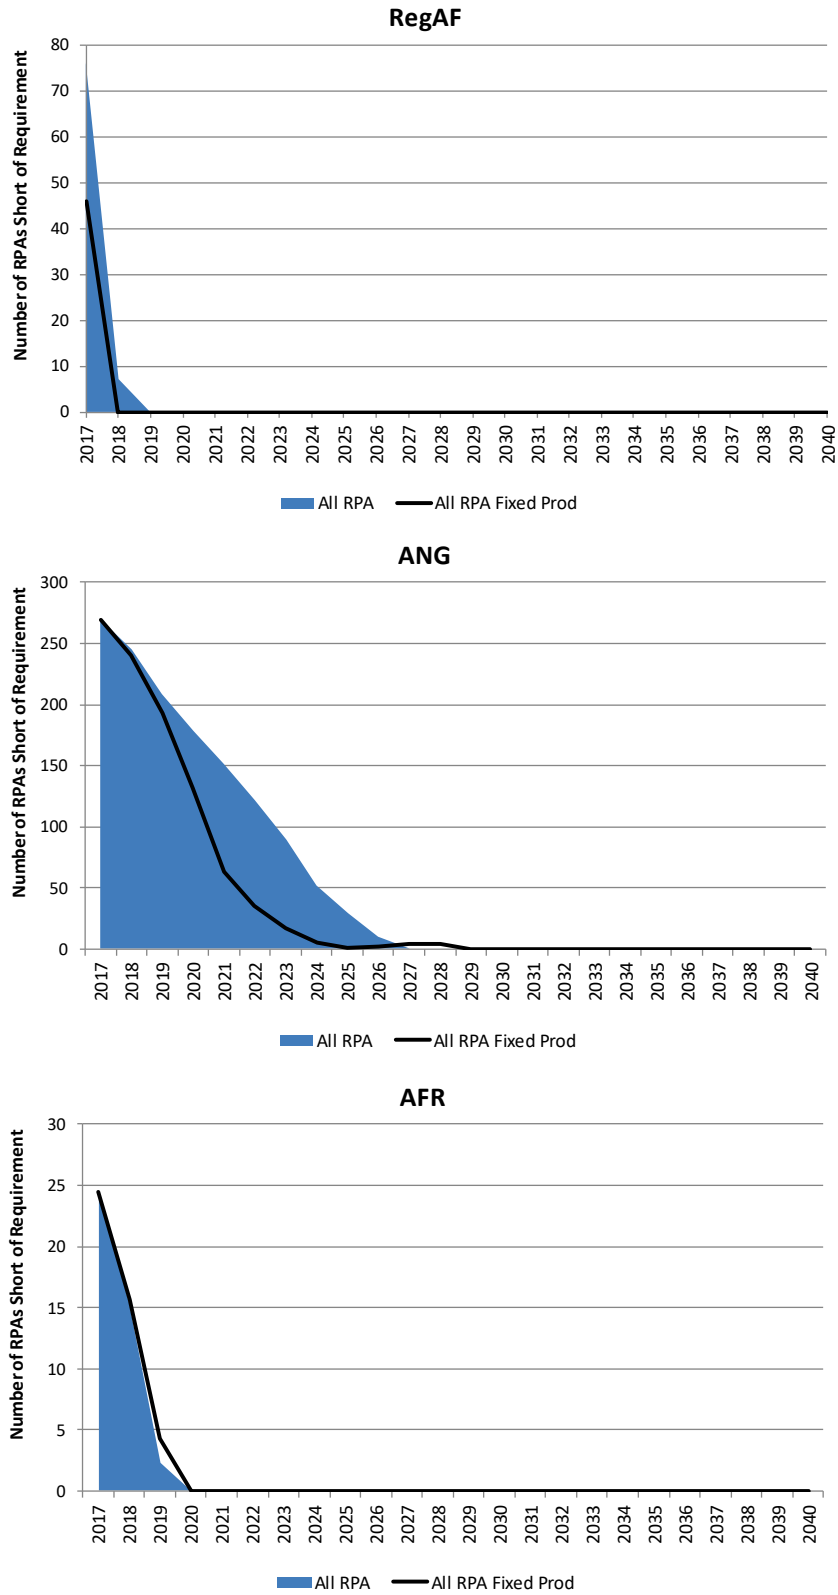 RegAF
Number of RPAs Short of Requirement
80
70
60
50
40
30
20
10
0
2017 2018 2019 2020 2021 2022 2023 2024 2025 2026 2027 2028 2029 2030 2031 2032 2033 2034 2035 2036 2037 2038 2039 2040
All RPA All RPA Fixed Prod
ANG
Number of RPAs Short of Requirement
300
250
200
150
100
50
0
2017 2018 2019 2020 2021 2022 2023 2024 2025 2026 2027 2028 2029 2030 2031 2032 2033 2034 2035 2036 2037 2038 2039 2040
All RPA All RPA Fixed Prod
AFR
Number of RPAs Short of Requirement
30
25
20
15
10
5
0
2017 2018 2019 2020 2021 2022 2023 2024 2025 2026 2027 2028 2029 2030 2031 2032 2033 2034 2035 2036 2037 2038 2039 2040
All RPA All RPA Fixed Prod